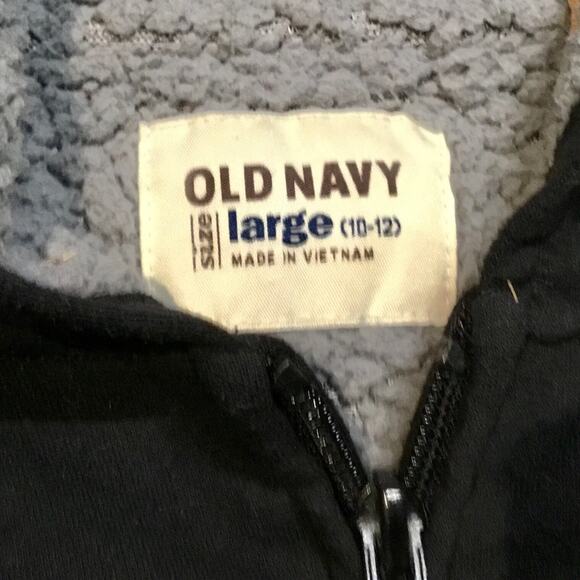 OLD NAVY
size large (10-12)
MADE IN VIETNAM